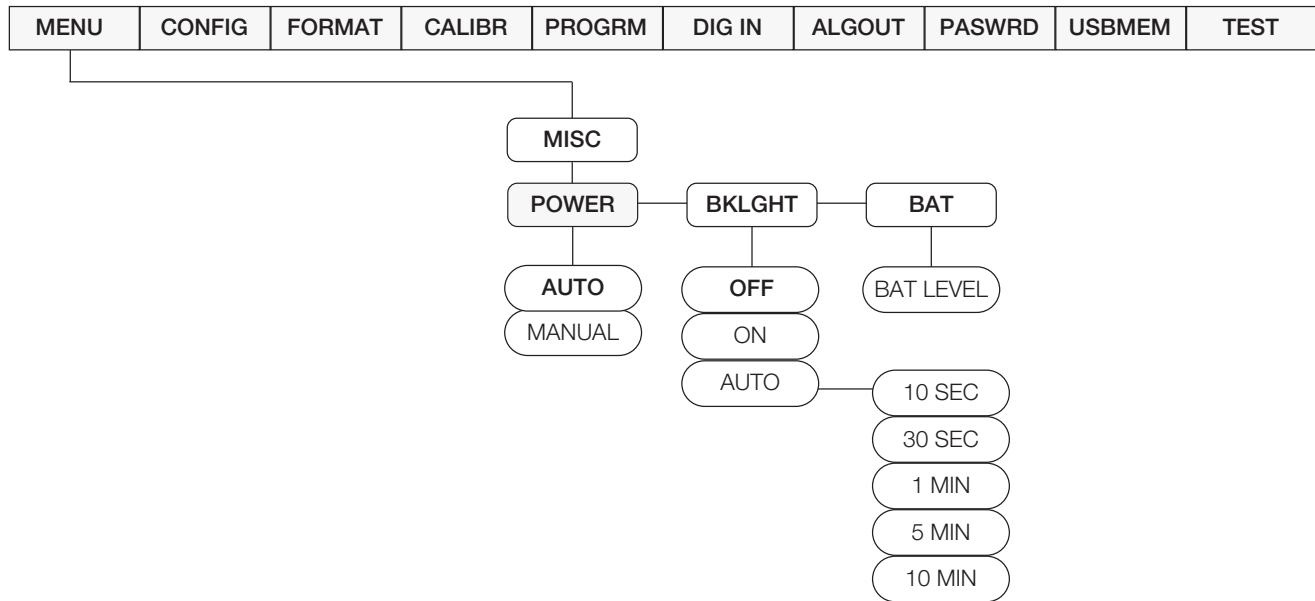 MENU CONFIG FORMAT CALIBR PROGRM DIG IN ALGOUT PASWRD USBMEM TEST
MISC
POWER BKLGHT BAT
AUTO OFF BAT LEVEL
MANUAL ON
AUTO 10 SEC
30 SEC
1 MIN
5 MIN
10 MIN